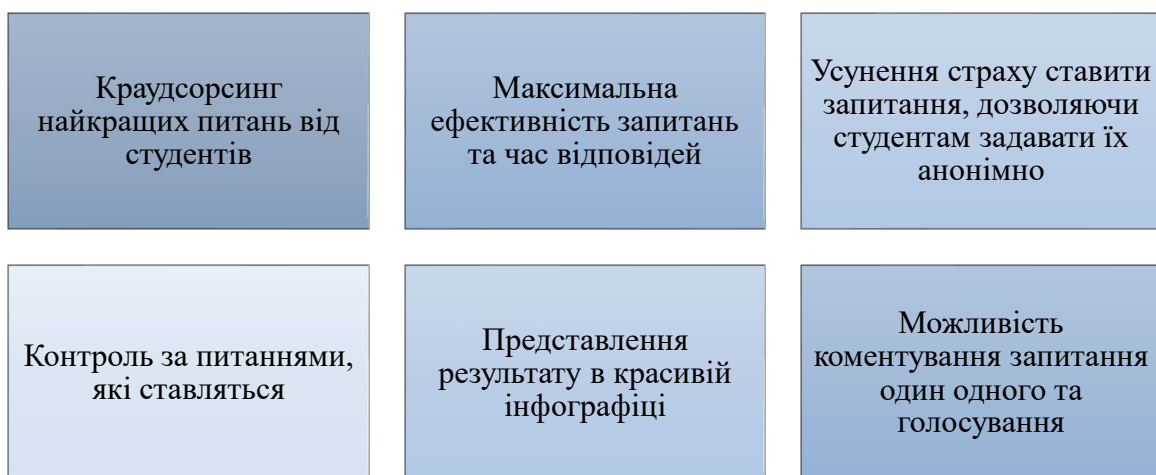 Краудсорсинг
найкращих питань від
студентів
Максимальна
ефективність запитань
та час відповідей
Усунення страху ставити
запитання, дозволяючи
студентам задавати їх
анонімно
Контроль за питаннями,
які ставляться
Представлення
результату в красивій
інфографіці
Можливість
коментування запитання
один одного та
голосування